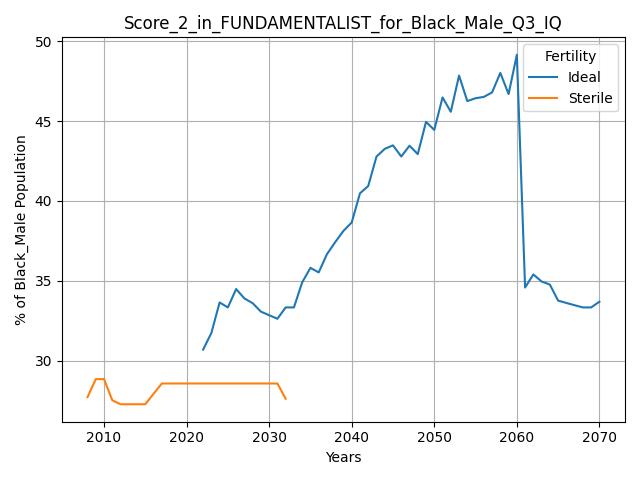 Score_2_in_FUNDAMENTALIST_for_Black_Male_Q3_IQ
Fertility
Ideal
Sterile
% of Black_Male Population
50
45
40
35
30
2010
2020
2030
2040
2050
2060
2070
Years